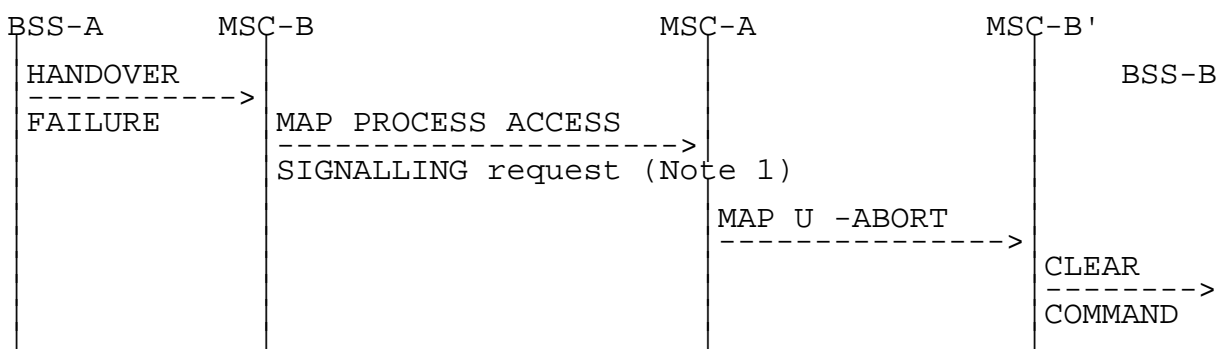 BSS-A MSC-B MSC-A MSC-B'
HANDOVER BSS-B
----------->
FAILURE MAP PROCESS ACCESS
--------------------->
SIGNALLING request (Note 1)
MAP U -ABORT
--------------->
CLEAR
-------->
COMMAND